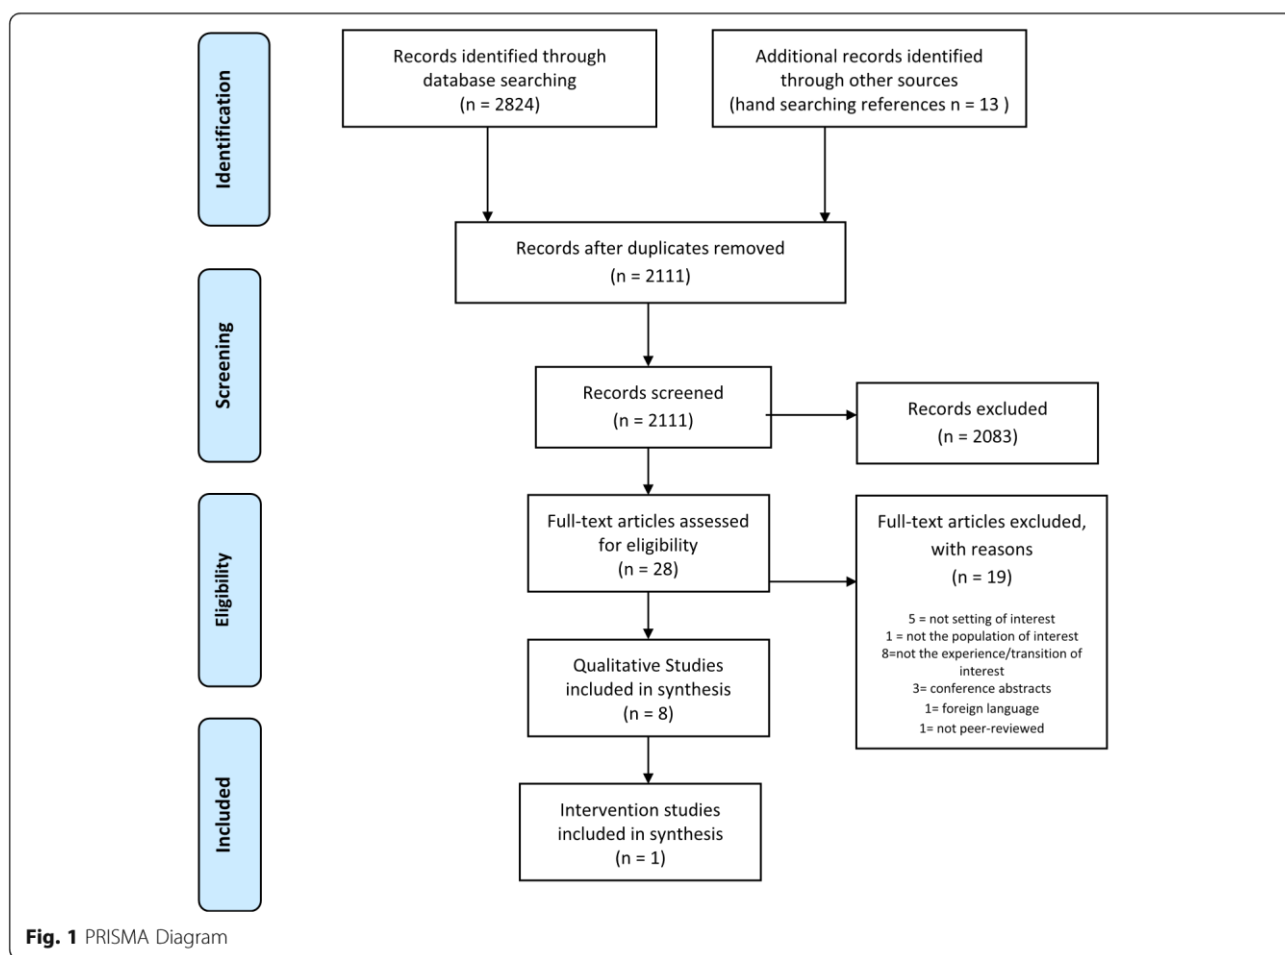 Identification
Records identified through
database searching
(n = 2824)
Additional records identified
through other sources
(hand searching references n = 13 )
Records after duplicates removed
(n = 2111)
Screening
Records screened
(n = 2111)
Records excluded
(n = 2083)
Eligibility
Full-text articles assessed
for eligibility
(n = 28)
Full-text articles excluded,
with reasons
(n = 19)
5 = not setting of interest
1 = not the population of interest
8=not the experience/transition of
interest
3= conference abstracts
1= foreign language
1= not peer-reviewed
Qualitative Studies
included in synthesis
(n = 8)
Included
Intervention studies
included in synthesis
(n = 1)
Fig. 1 PRISMA Diagram